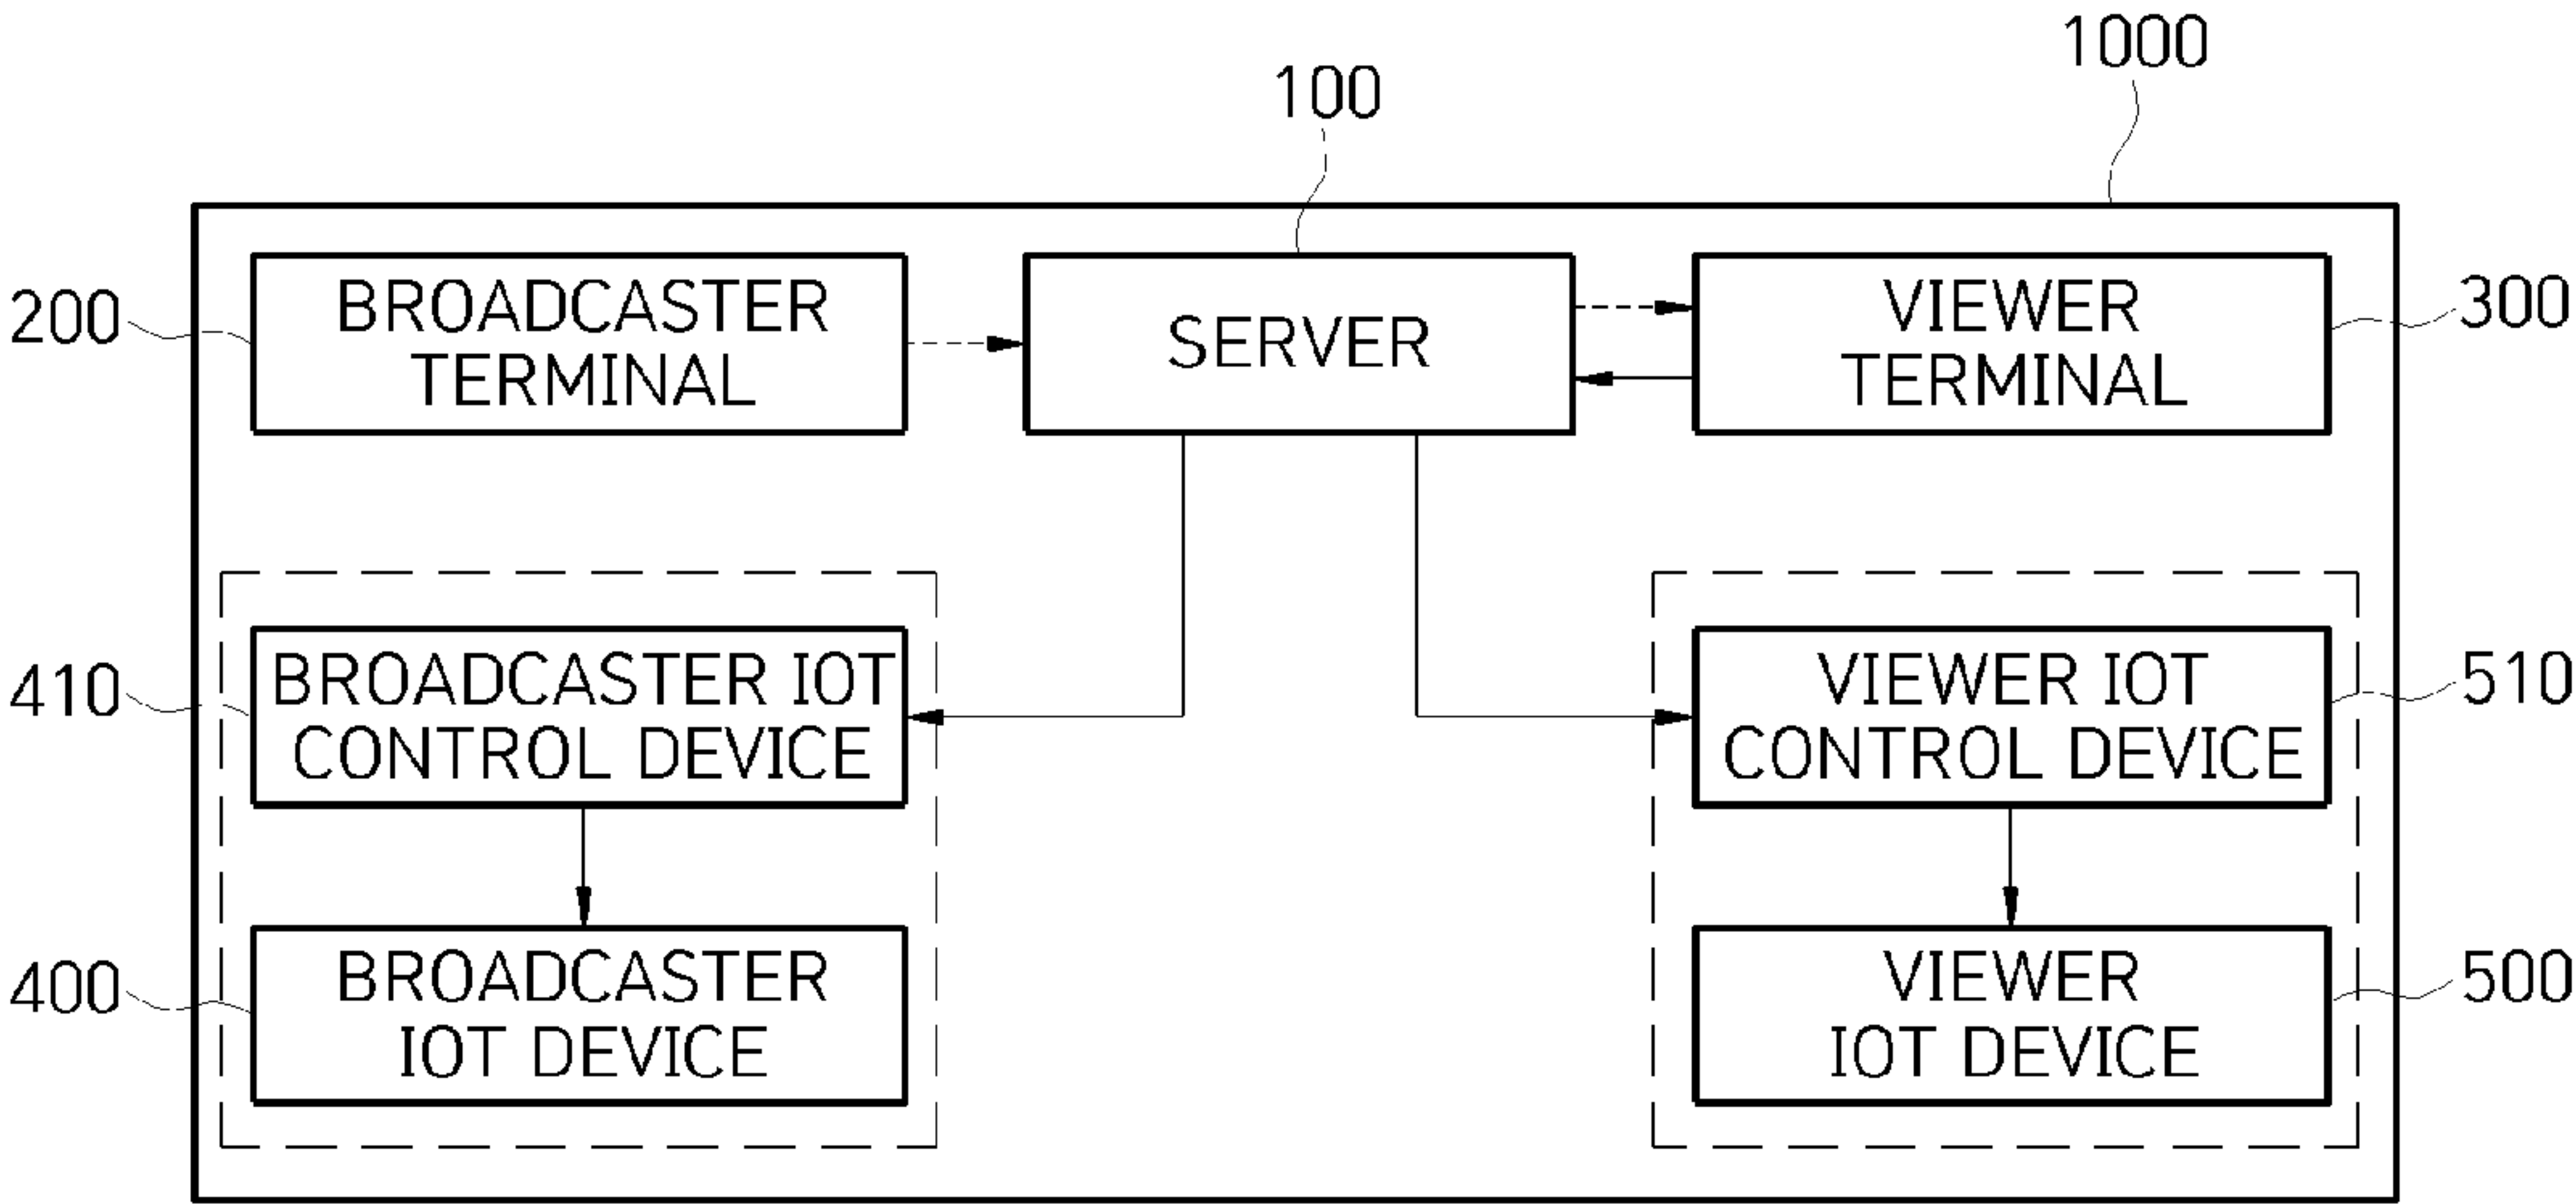 1000
100
200
BROADCASTER
TERMINAL
SERVER
VIEWER
TERMINAL
300
410
BROADCASTER IOT
CONTROL DEVICE
VIEWER IOT
CONTROL DEVICE
510
400
BROADCASTER
IOT DEVICE
VIEWER
IOT DEVICE
500